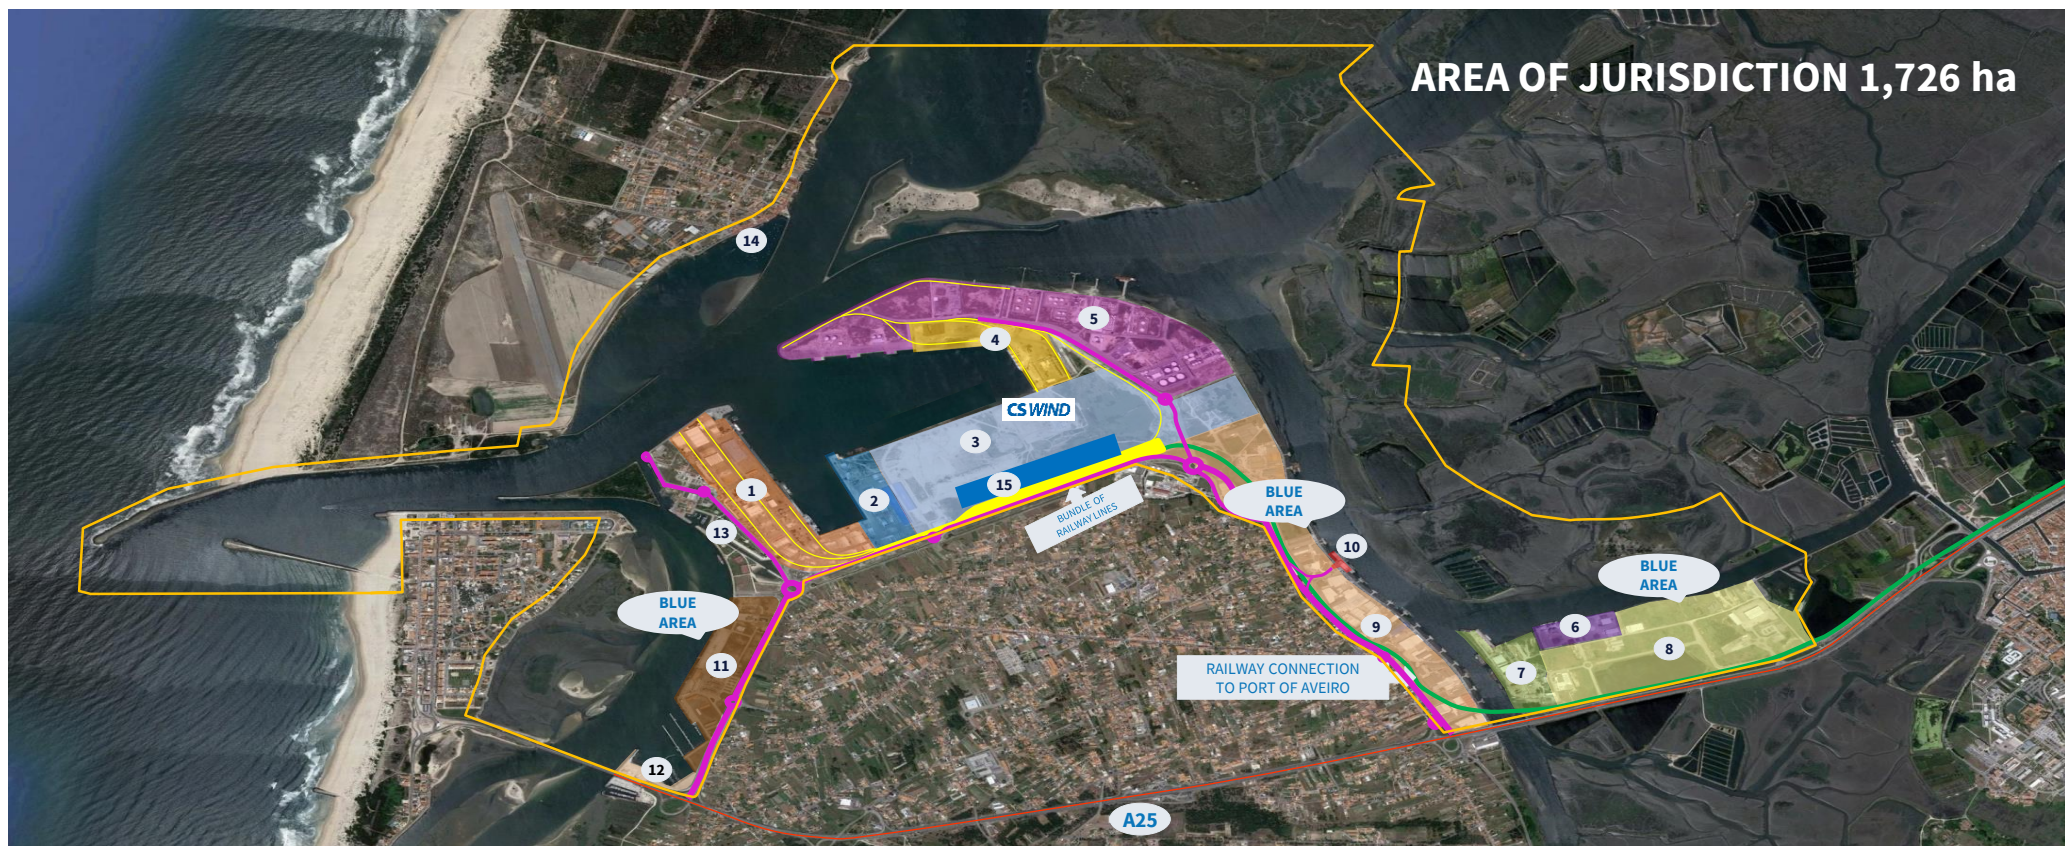 AREA OF JURISDICTION 1,726 ha
14
5
4
CS WIND
3
1
15
2
BUNDLE OF
RAILWAY LINES
BLUE
AREA
13
10
BLUE
AREA
BLUE
AREA
9
6
8
11
7
RAILWAY CONNECTION
TO PORT OF AVEIRO
12
A25